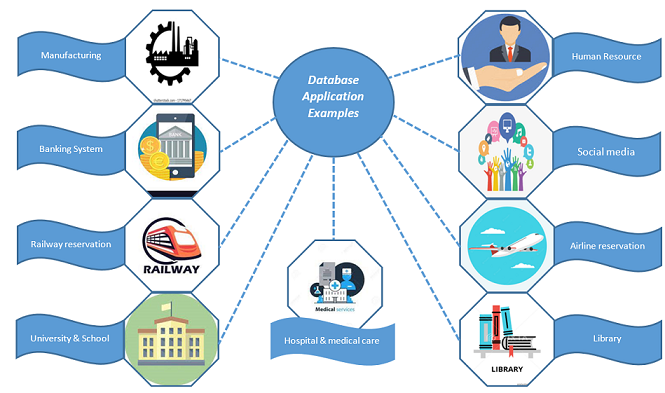 Database
Application
Examples
Manufacturing
Banking System
Railway reservation
RAILWAY
University & School
Medical services
Hospital & medical care
Human Resource
Social media
Airline reservation
Library
LIBRARY